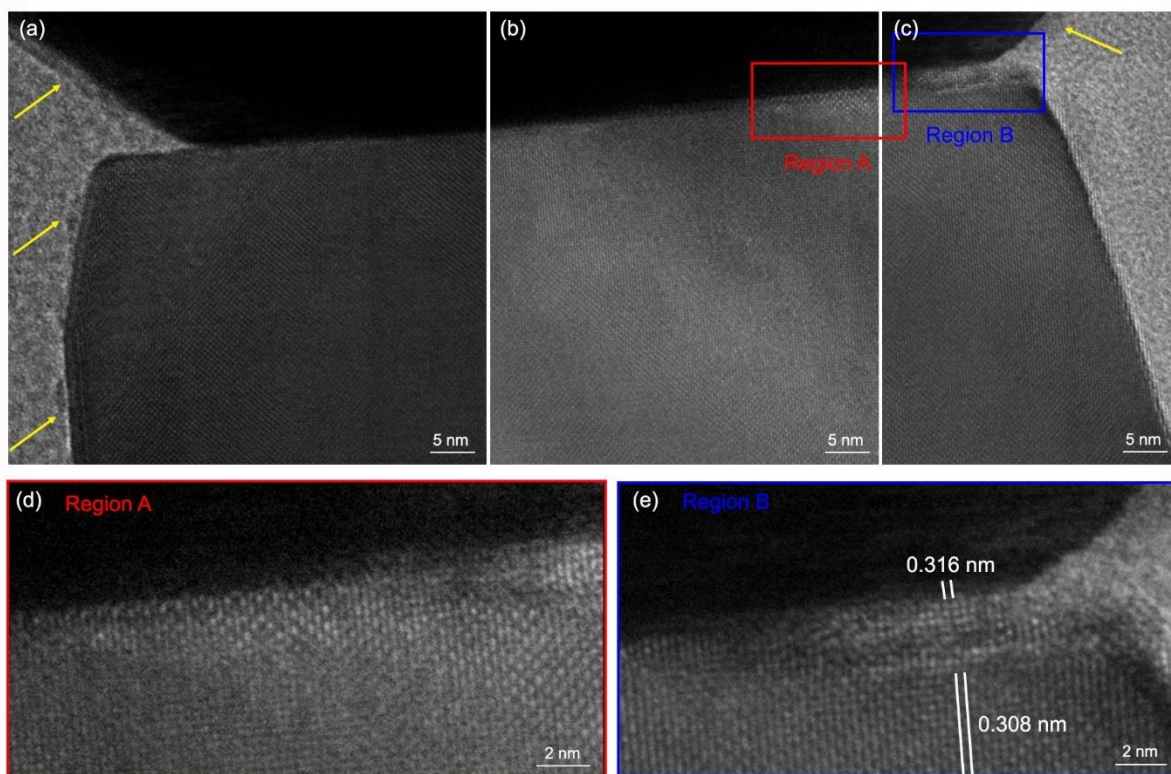 (a)
(b)
(c)
Region A
Region B
5 nm
5 nm
5 nm
(d)
Region A
2 nm
(e)
Region B
0.316 nm
0.308 nm
2 nm